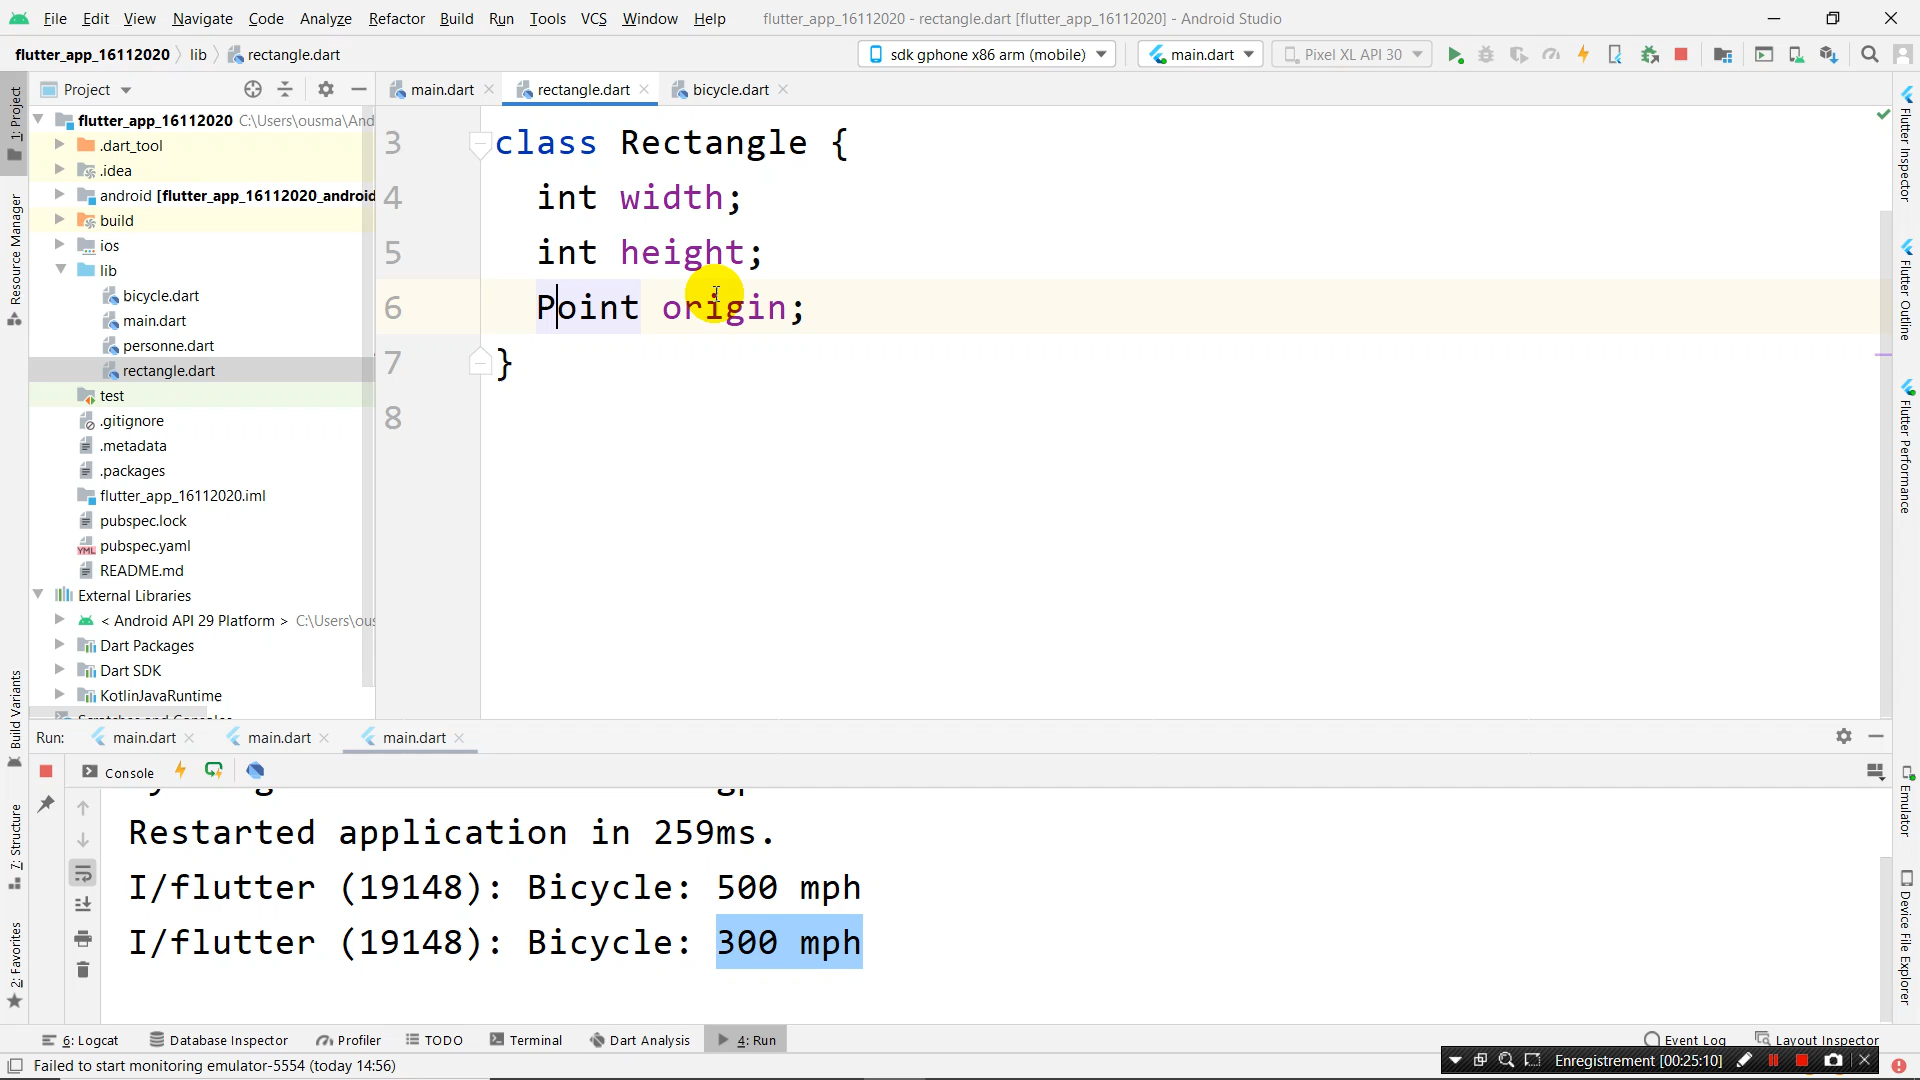 File Edit View Navigate Code Analyze Refactor Build Run Tools VCS Window Help flutter_app_16112020 - rectangle.dart [flutter_app_16112020] - Android Studio
flutter_app_16112020 lib rectangle.dart sdk gphone x86 arm (mobile) main.dart Pixel XL API 30
Project main.dart rectangle.dart bicycle.dart
flutter_app_16112020 C:\Users\ousma\And
.dart_tool
.idea
android [flutter_app_16112020_android
build
ios
lib
bicycle.dart
main.dart
personne.dart
rectangle.dart
test
.gitignore
.metadata
.packages
flutter_app_16112020.iml
pubspec.lock
pubspec.yaml
README.md
External Libraries
< Android API 29 Platform > C:\Users\ous
Dart Packages
Dart SDK
KotlinJavaRuntime
3 class Rectangle {
4 int width;
5 int height;
6 Point origin;
7 }
8
1: Project
Resource Manager
Build Variants
7: Structure
2: Favorites
Flutter Inspector
Flutter Outline
Flutter Performance
Emulator
Device File Explorer
Run: main.dart main.dart main.dart
Console
Restarted application in 259ms.
I/flutter (19148): Bicycle: 500 mph
I/flutter (19148): Bicycle: 300 mph
6: Logcat Database Inspector Profiler TODO Terminal Dart Analysis 4: Run Event Log Layout Inspector
Failed to start monitoring emulator-5554 (today 14:56) Enregistrement [00:25:10]